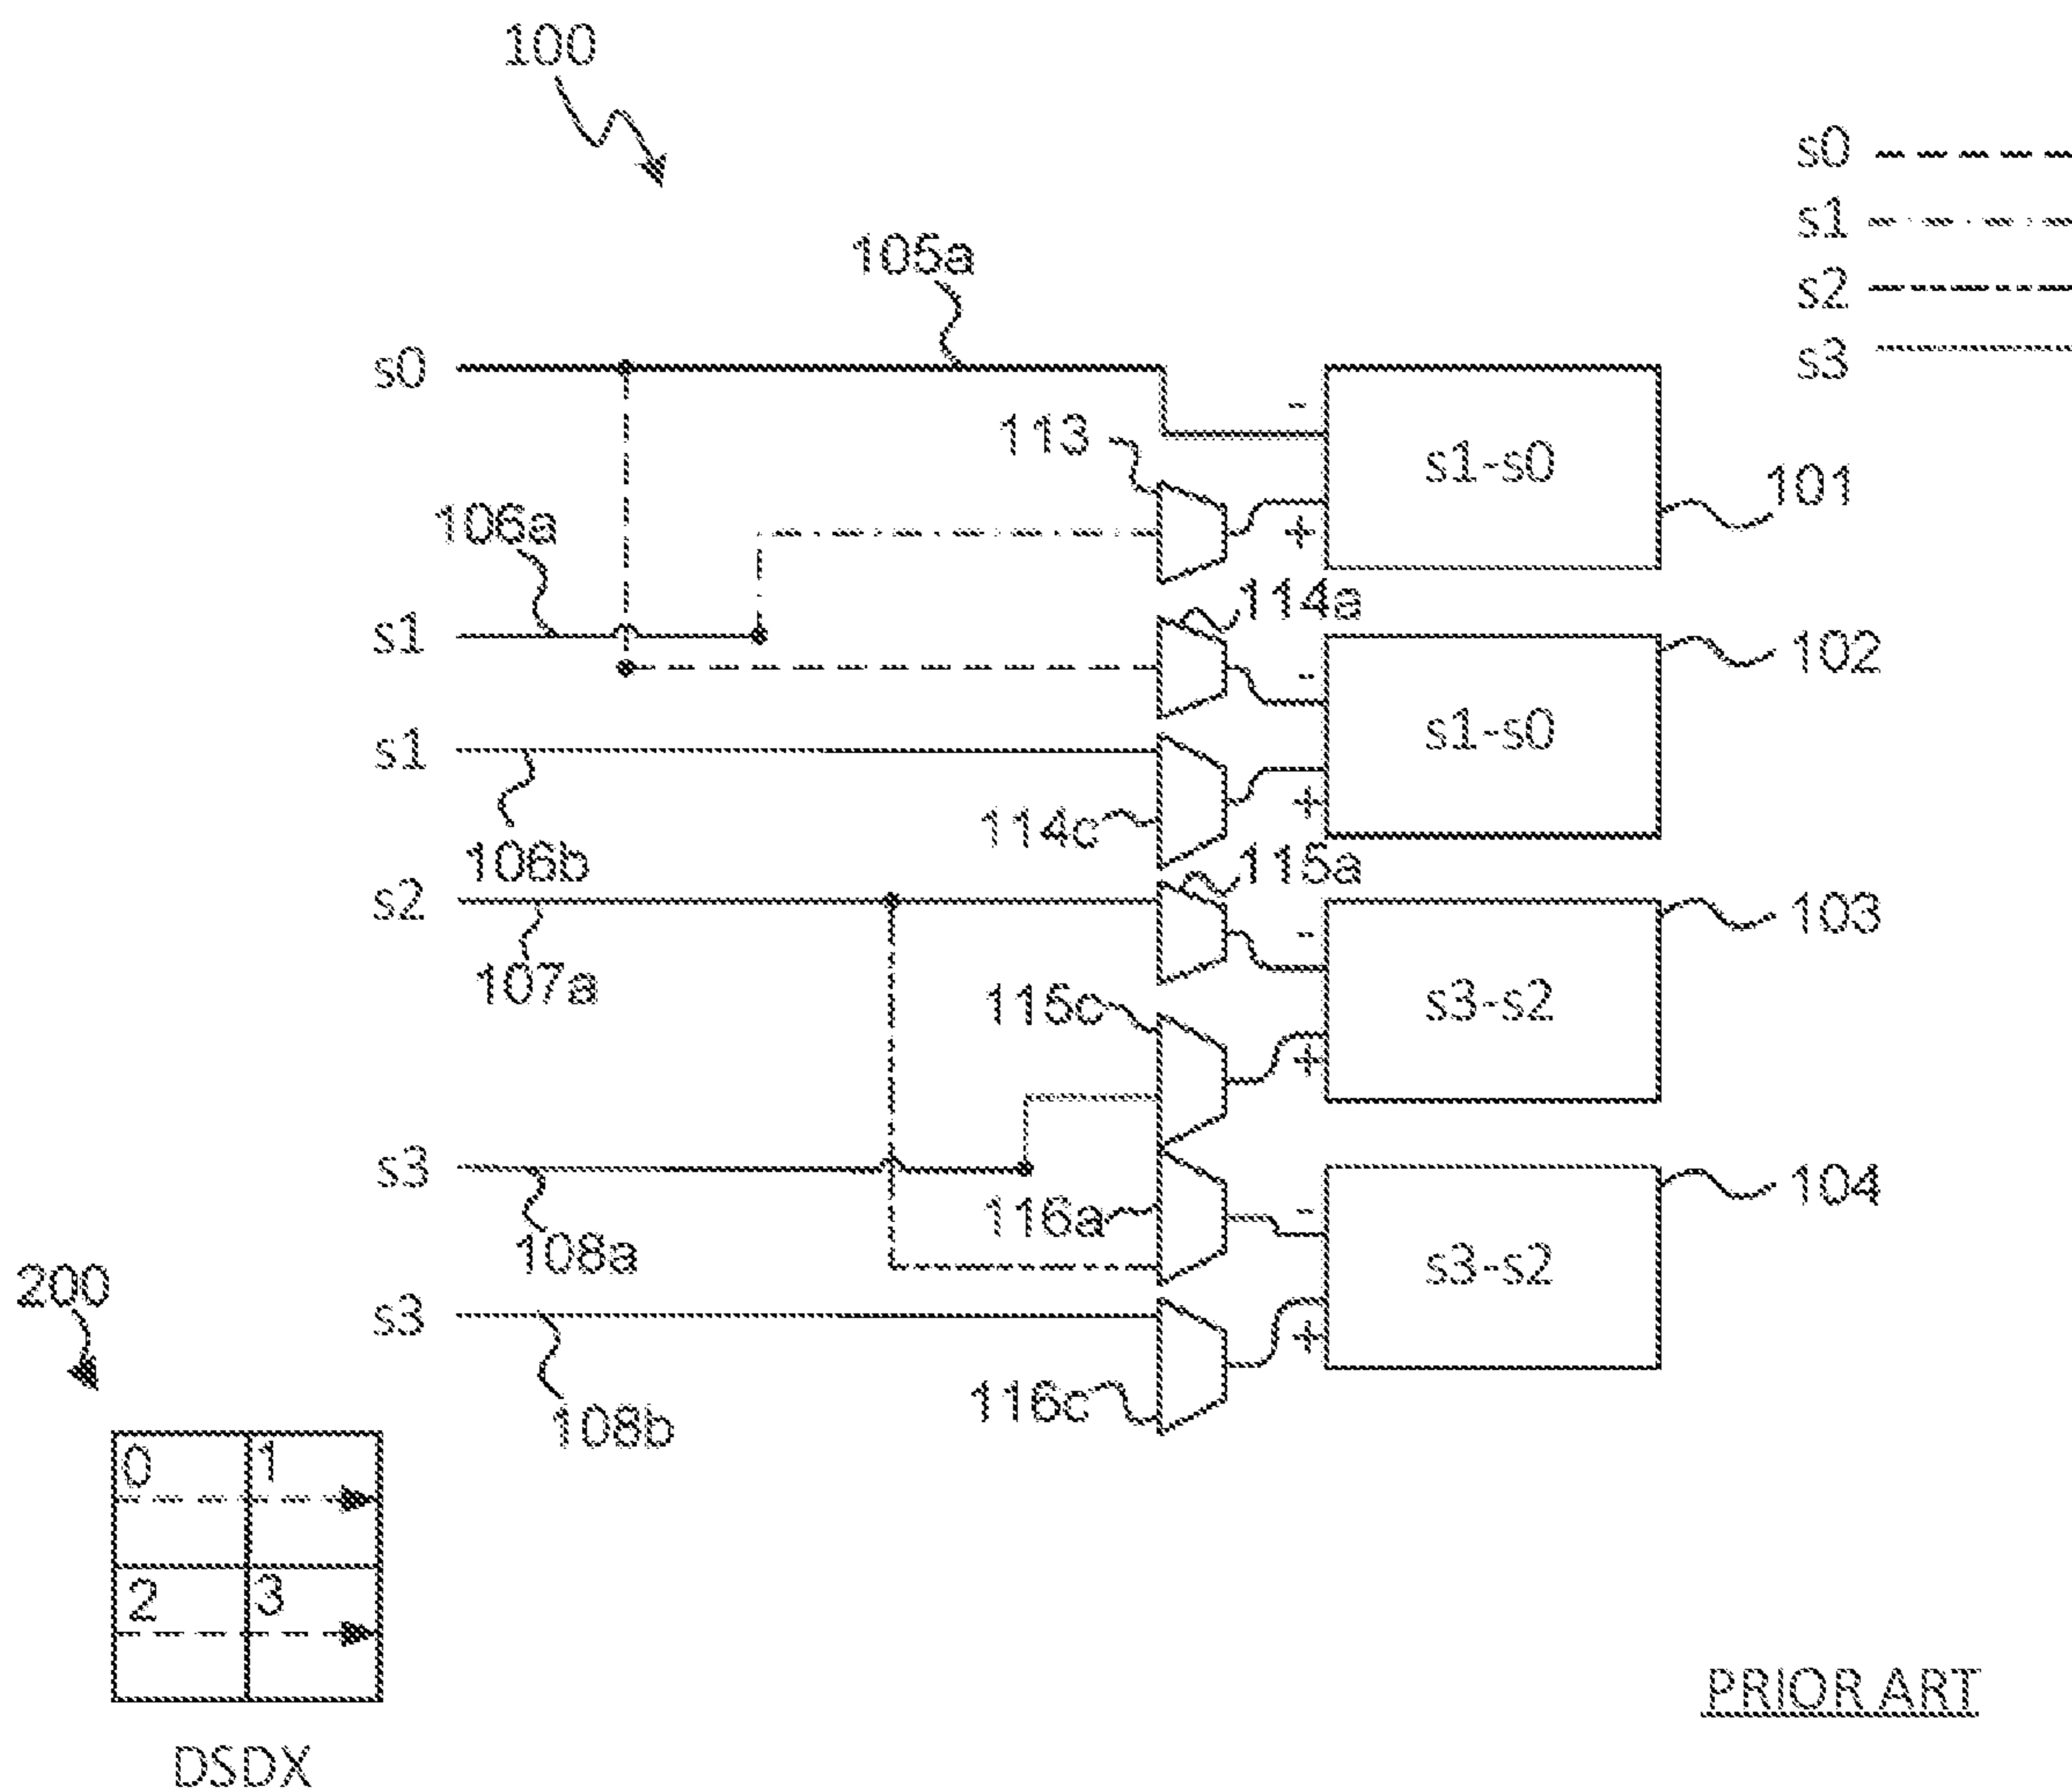 100
s0
s1
s2
s3
105a
s0
-
113
s1-s0
101
+
106a
s1
114a
-
102
s1-s0
s1
114c
+
106b
115a
s2
103
-
107a
s3-s2
115c
+
s3
104
116a
-
108a
s3-s2
200
s3
+
116c
108b
0 1
2 3
PRIOR ART
DSDX